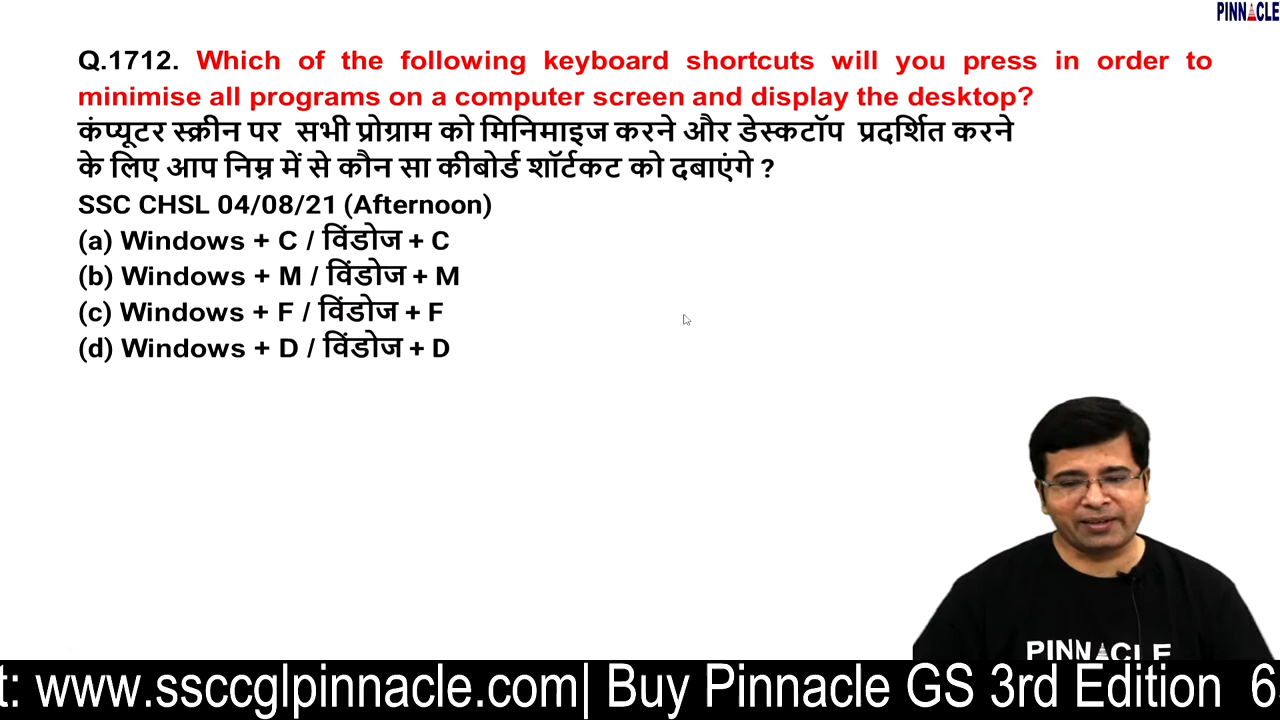 PINNACLE
Q.1712. Which of the following keyboard shortcuts will you press in order to
minimise all programs on a computer screen and display the desktop?
कंप्यूटर स्क्रीन पर सभी प्रोग्राम को मिनिमाइज करने और डेस्कटॉप प्रदर्शित करने
के लिए आप निम्न में से कौन सा कीबोर्ड शॉर्टकट को दबाएंगे ?
SSC CHSL 04/08/21 (Afternoon)
(a) Windows + C / विंडोज + C
(b) Windows + M / विंडोज + M
(c) Windows + F / विंडोज + F
(d) Windows + D / विंडोज + D
PINNACLE
t: www.ssccglpinnacle.com| Buy Pinnacle GS 3rd Edition 6